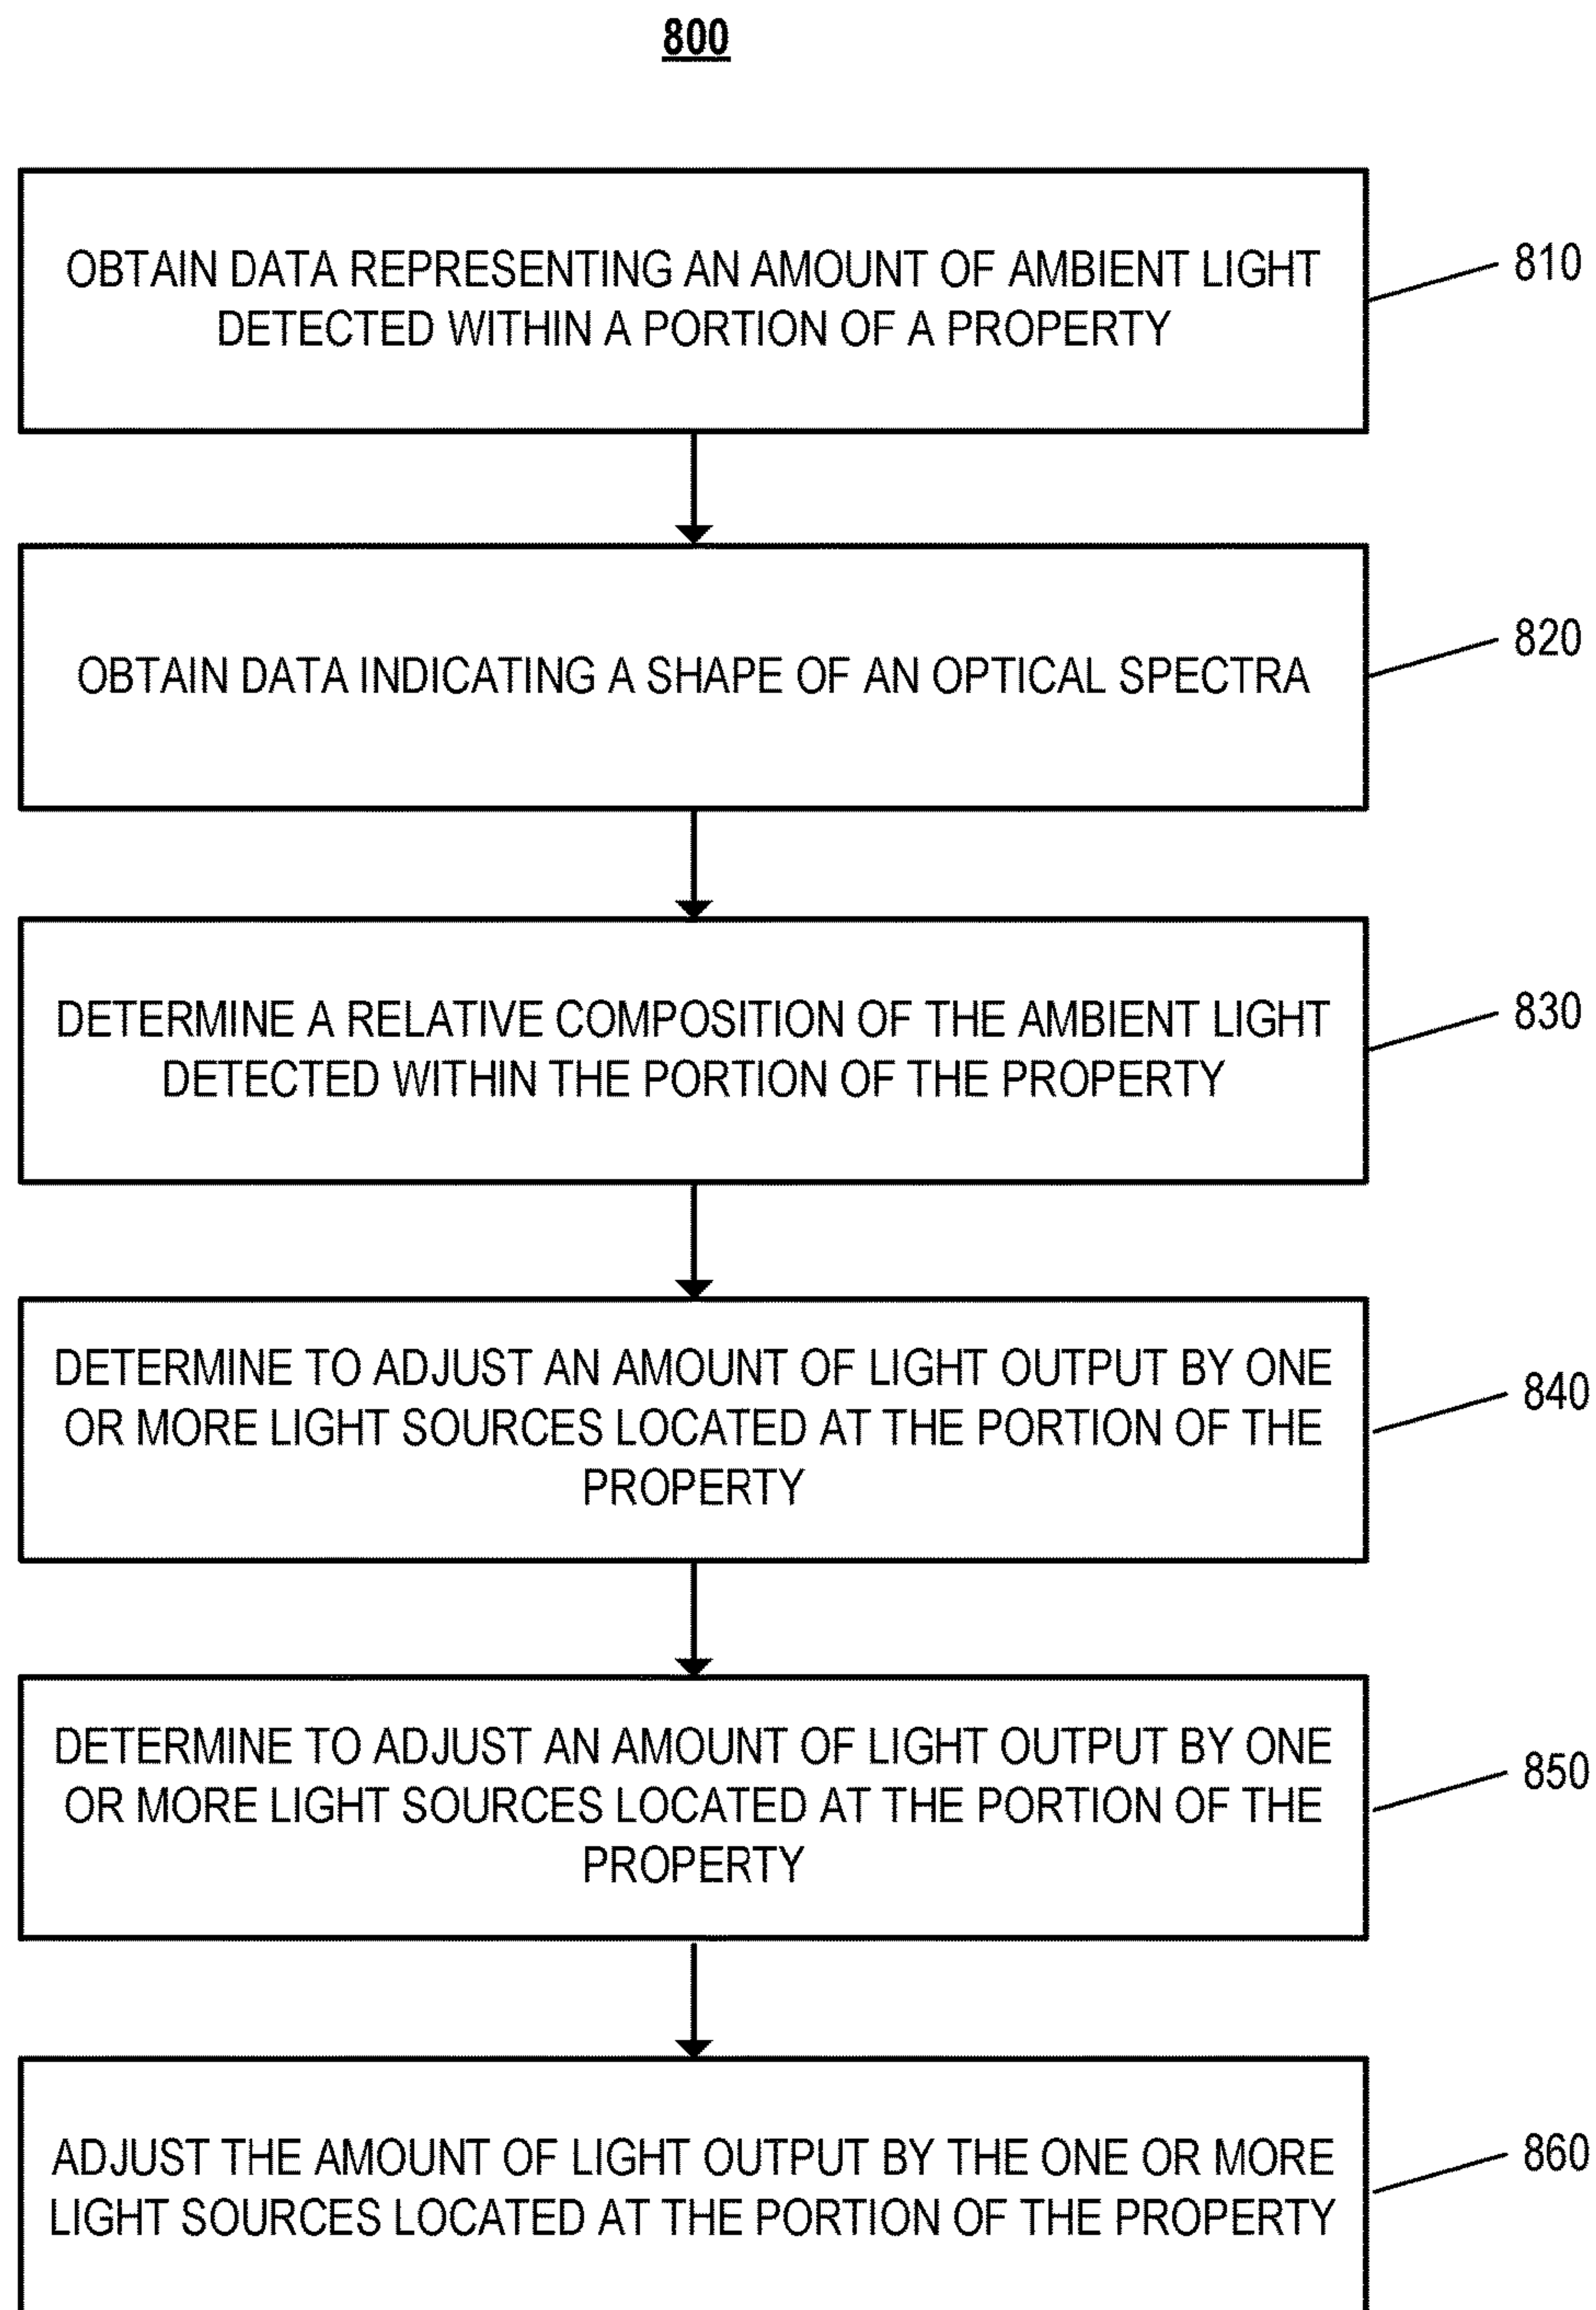 800
OBTAIN DATA REPRESENTING AN AMOUNT OF AMBIENT LIGHT
DETECTED WITHIN A PORTION OF A PROPERTY
810
OBTAIN DATA INDICATING A SHAPE OF AN OPTICAL SPECTRA
820
DETERMINE A RELATIVE COMPOSITION OF THE AMBIENT LIGHT
DETECTED WITHIN THE PORTION OF THE PROPERTY
830
DETERMINE TO ADJUST AN AMOUNT OF LIGHT OUTPUT BY ONE
OR MORE LIGHT SOURCES LOCATED AT THE PORTION OF THE
PROPERTY
840
DETERMINE TO ADJUST AN AMOUNT OF LIGHT OUTPUT BY ONE
OR MORE LIGHT SOURCES LOCATED AT THE PORTION OF THE
PROPERTY
850
ADJUST THE AMOUNT OF LIGHT OUTPUT BY THE ONE OR MORE
LIGHT SOURCES LOCATED AT THE PORTION OF THE PROPERTY
860